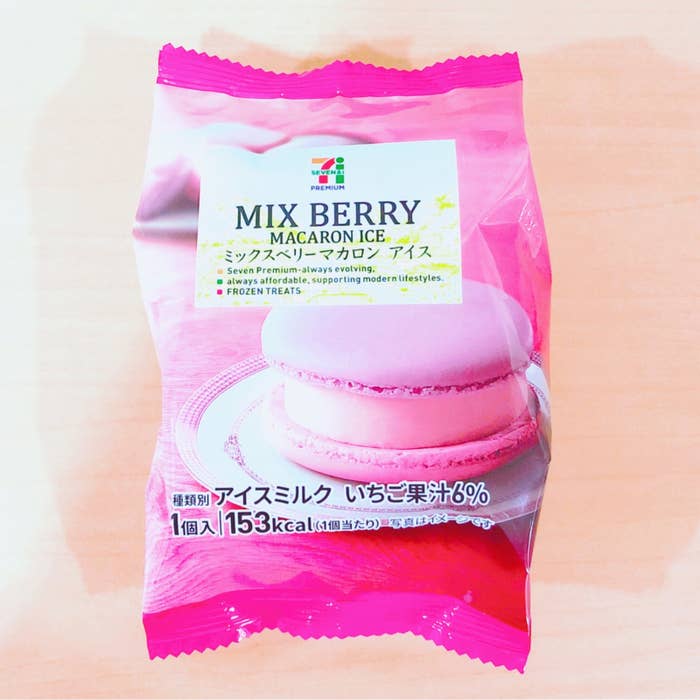 SEVEN&i
PREMIUM
MIX BERRY
MACARON ICE
ミックスベリーマカロン アイス
Seven Premium-always evolving,
always affordable, supporting modern lifestyles.
FROZEN TREATS
種類別 アイスミルク いちご果汁6%
1個入 153kcal(1個当たり) ■写真はイメージです